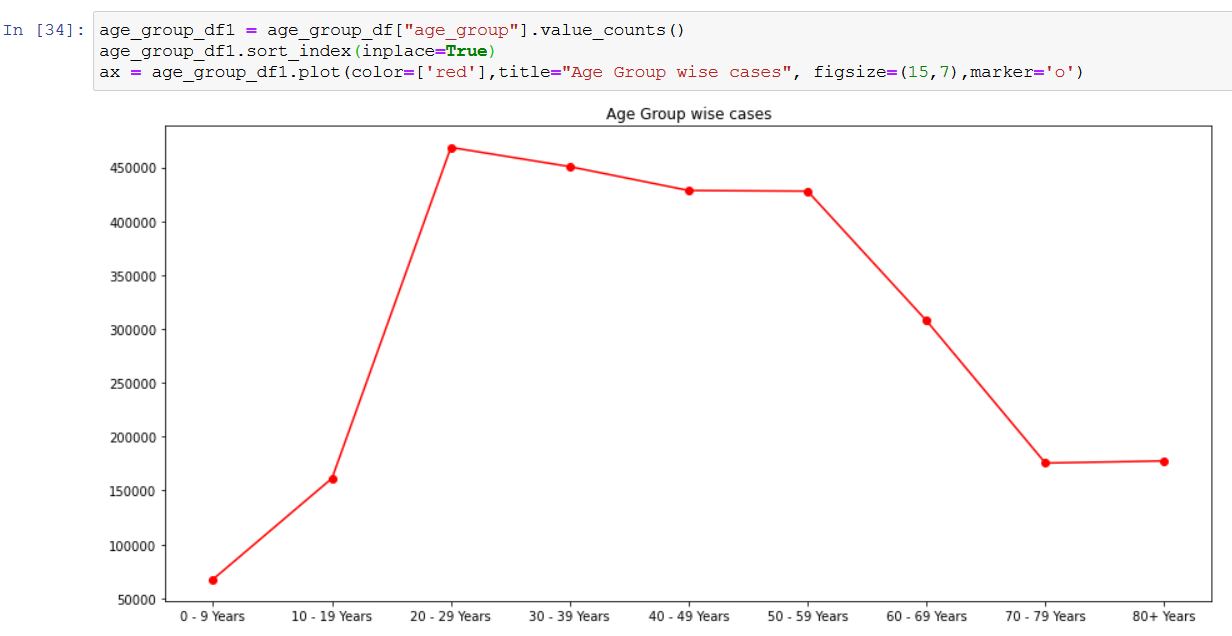 In [34]: age_group_df1 = age_group_df["age_group"].value_counts()
age_group_df1.sort_index(inplace=True)
ax = age_group_df1.plot(color=['red'],title="Age Group wise cases", figsize=(15,7),marker='o')
Age Group wise cases
450000
400000
350000
300000
250000
200000
150000
100000
50000
0 - 9 Years 10 - 19 Years 20 - 29 Years 30 - 39 Years 40 - 49 Years 50 - 59 Years 60 - 69 Years 70 - 79 Years 80+ Years